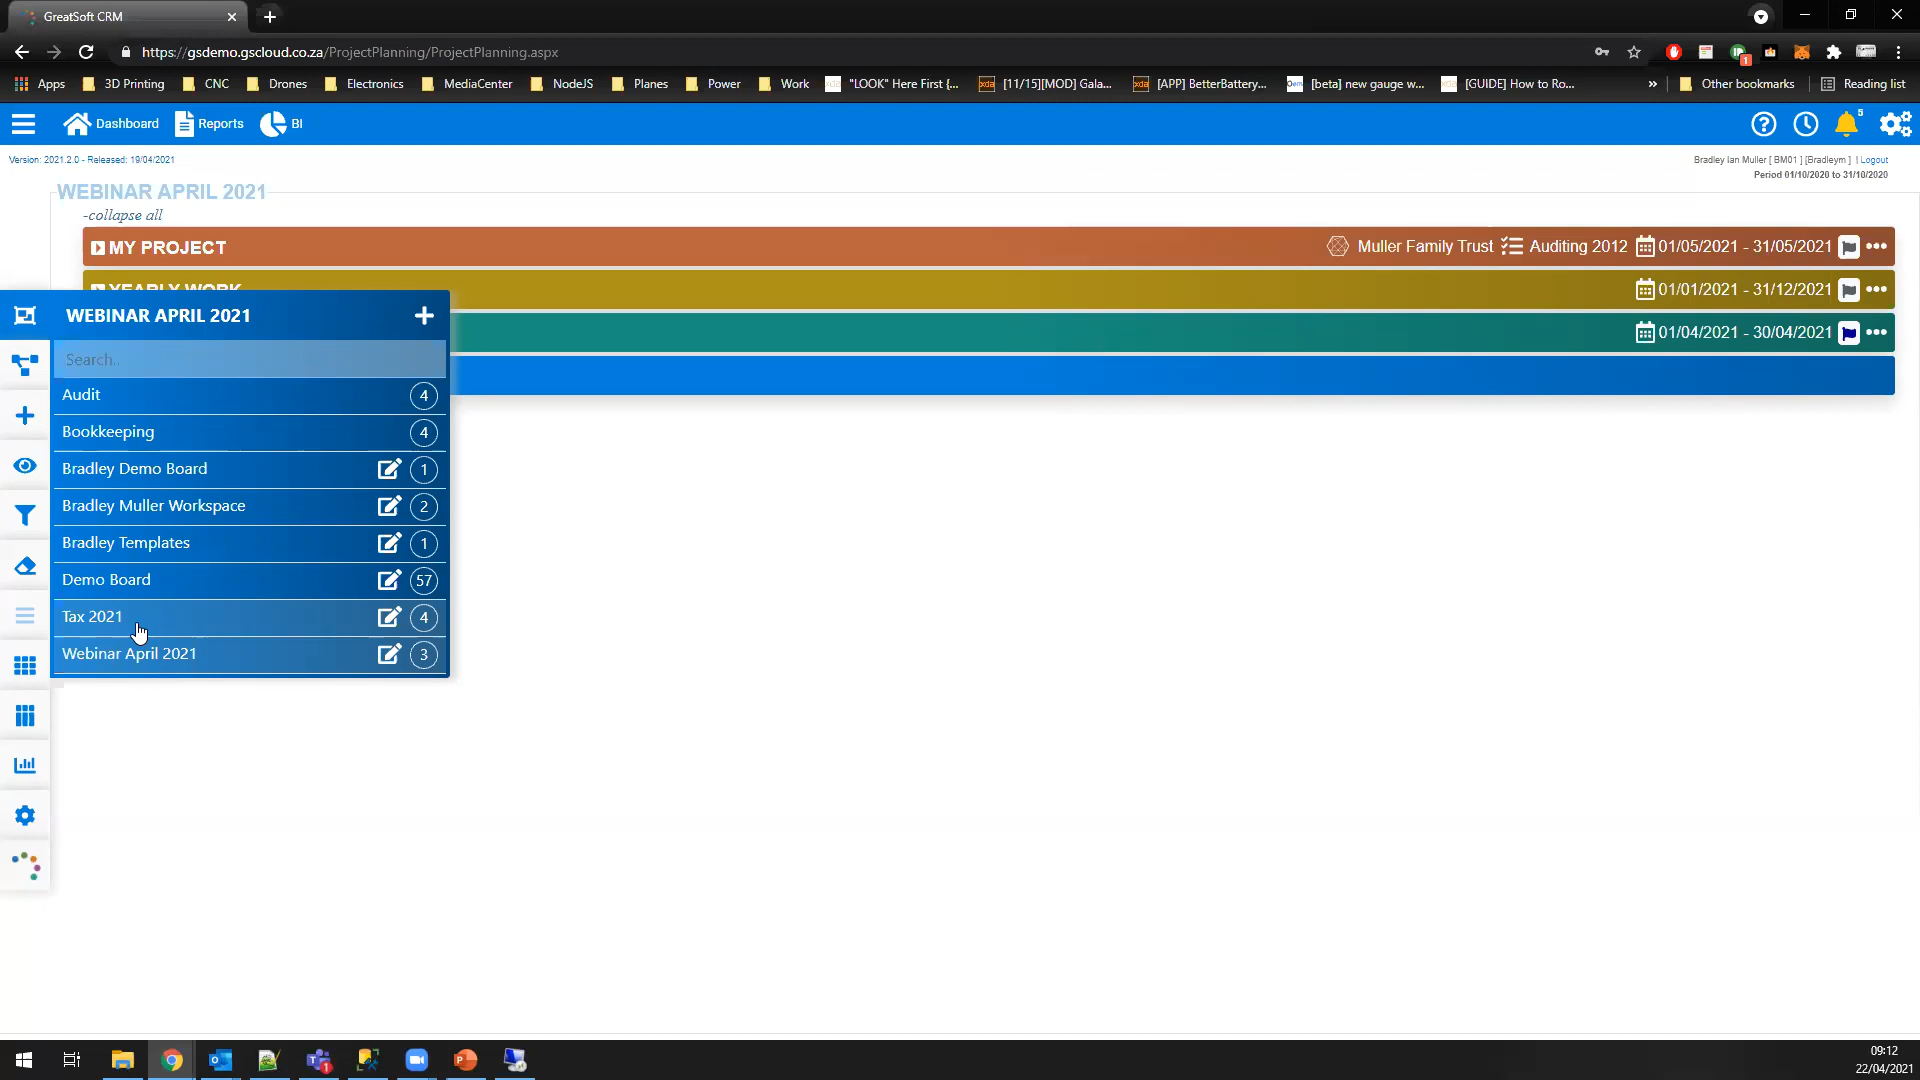 GreatSoft CRM
https://gsdemo.gscloud.co.za/ProjectPlanning/ProjectPlanning.aspx
1
Apps 3D Printing CNC Drones Electronics MediaCenter NodeJS Planes Power Work "LOOK" Here First {... [11/15][MOD] Gala... [APP] BetterBattery... [beta] new gauge w... [GUIDE] How to Ro... » Other bookmarks Reading list
Dashboard Reports BI
Version: 2021.2.0 - Released: 19/04/2021
Bradley Ian Muller [ BM01 ] [Bradleym ] | Logout
Period 01/10/2020 to 31/10/2020
WEBINAR APRIL 2021
-collapse all
MY PROJECT Muller Family Trust Auditing 2012 01/05/2021 - 31/05/2021
YEARLY WORK 01/01/2021 - 31/12/2021
01/04/2021 - 30/04/2021
WEBINAR APRIL 2021
Search..
Audit 4
Bookkeeping 4
Bradley Demo Board 1
Bradley Muller Workspace 2
Bradley Templates 1
Demo Board 57
Tax 2021 4
Webinar April 2021 3
09:12
22/04/2021